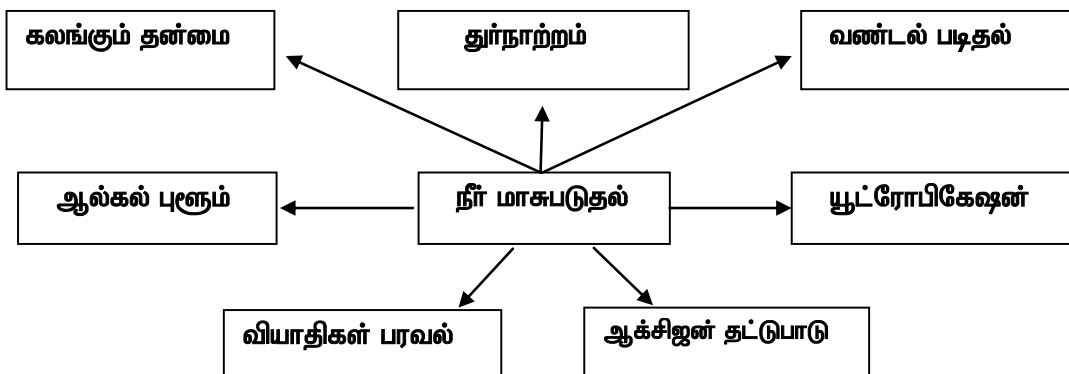 கலங்கும் தன்மை
துர்நாற்றம்
வண்டல் படிதல்
ஆல்கல் புளூம்
நீர் மாசுபடுதல்
யூட்ரோபிகேஷன்
வியாதிகள் பரவல்
ஆக்சிஜன் தட்டுபாடு